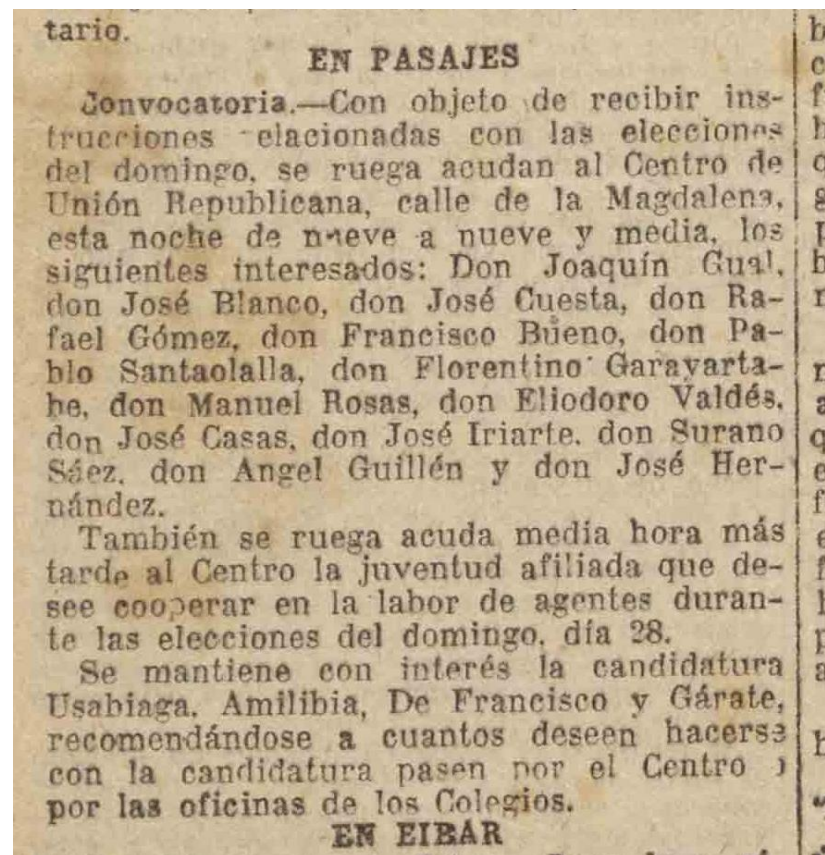 tario.
EN PASAJES
Convocatoria.—Con objeto de recibir ins-
trucciones elacionadas con las elecciones
del domingo, se ruega acudan al Centro de
Unión Republicana, calle de la Magdalena,
esta noche de nueve a nueve y media, los
siguientes interesados: Don Joaquín Gual,
don José Blanco, don José Cuesta, don Ra-
fael Gómez, don Francisco Bueno, don Pa-
blo Santaolalla, don Florentino Garayarta-
be, don Manuel Rosas, don Eliodoro Valdés,
don José Casas, don José Iriarte, don Surano
Sáez, don Angel Guillén y don José Her-
nández.
También se ruega acuda media hora más
tarde al Centro la juventud afiliada que de-
see cooperar en la labor de agentes duran-
te las elecciones del domingo, día 28.
Se mantiene con interés la candidatura
Usabiaga, Amilibia, De Francisco y Gárate,
recomendándose a cuantos deseen hacerse
con la candidatura pasen por el Centro
por las oficinas de los Colegios.
EN EIBAR